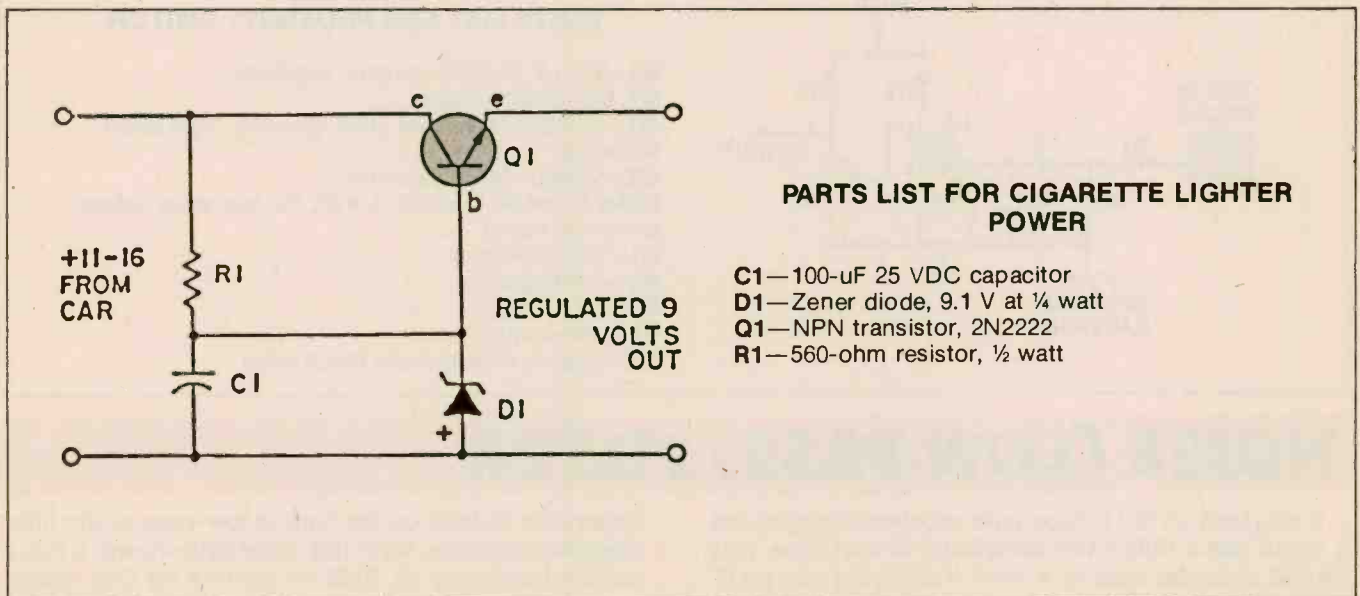 c e
Q1
b
+11-16
FROM
CAR
R1
REGULATED 9
VOLTS
OUT
C1
D1
+
PARTS LIST FOR CIGARETTE LIGHTER
POWER
C1—100-uF 25 VDC capacitor
D1—Zener diode, 9.1 V at ¼ watt
Q1—NPN transistor, 2N2222
R1—560-ohm resistor, ½ watt